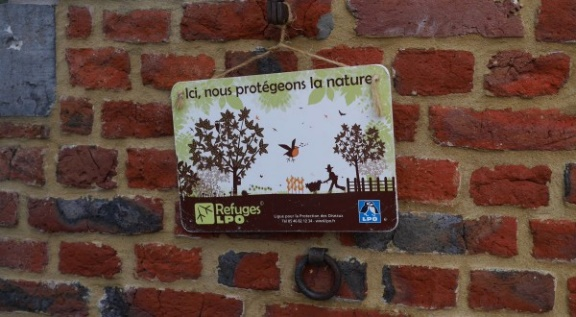 Ici, nous protégeons la nature
Refuges
LPO
Ligue pour la Protection des Oiseaux
LPO